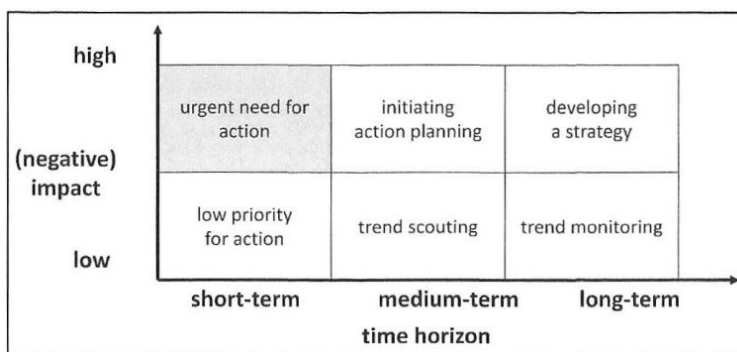 high
urgent need for
action
initiating
action planning
developing
a strategy
(negative)
impact
low priority
for action
trend scouting
trend monitoring
low
short-term
medium-term
long-term
time horizon